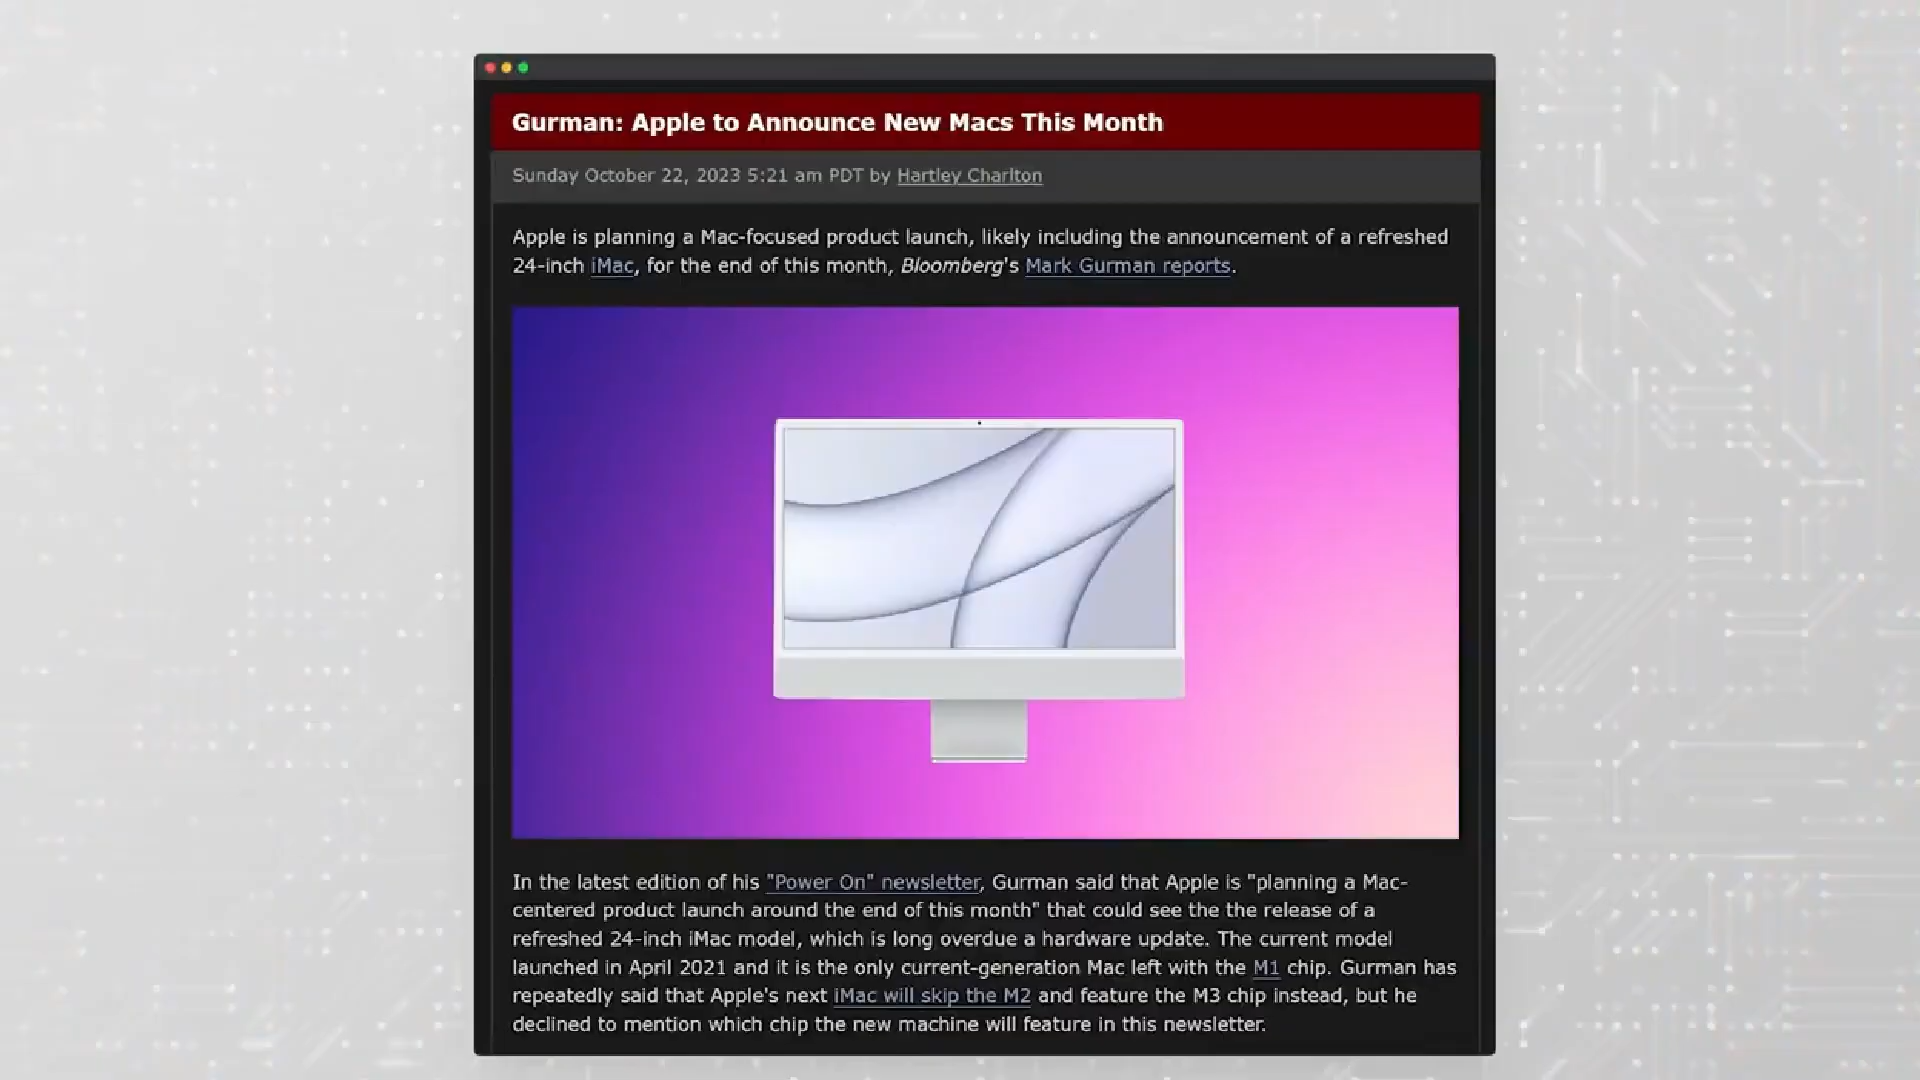 Gurman: Apple to Announce New Macs This Month
Sunday October 22, 2023 5:21 am PDT by Hartley Charlton
Apple is planning a Mac-focused product launch, likely including the announcement of a refreshed
24-inch iMac, for the end of this month, Bloomberg's Mark Gurman reports.
In the latest edition of his "Power On" newsletter, Gurman said that Apple is "planning a Mac-
centered product launch around the end of this month" that could see the the release of a
refreshed 24-inch iMac model, which is long overdue a hardware update. The current model
launched in April 2021 and it is the only current-generation Mac left with the M1 chip. Gurman has
repeatedly said that Apple's next iMac will skip the M2 and feature the M3 chip instead, but he
declined to mention which chip the new machine will feature in this newsletter.